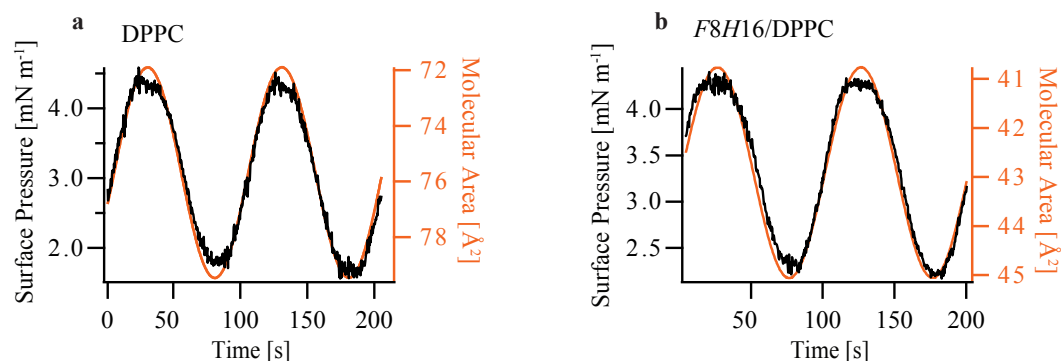 a
DPPC
Surface Pressure [mN m-1]
4.0
3.0
2.0
0
50
100
150
200
Time [s]
72
74
76
78
Molecular Area [Å2]
b
F8H16/DPPC
Surface Pressure [mN m-1]
4.0
3.5
3.0
2.5
50
100
150
200
Time [s]
41
42
43
44
45
Molecular Area [Å2]